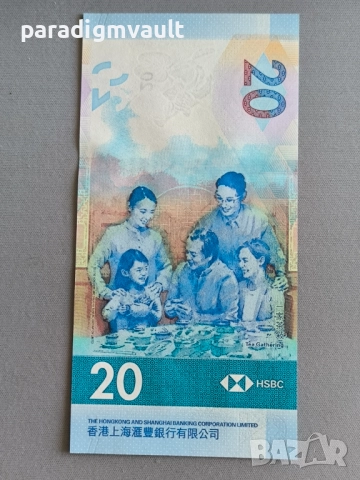 paradigmvault
20
Tea Gathering
20
HSBC
THE HONGKONG AND SHANGHAI BANKING CORPORATION LIMITED
香港上海滙豐銀行有限公司
bazar